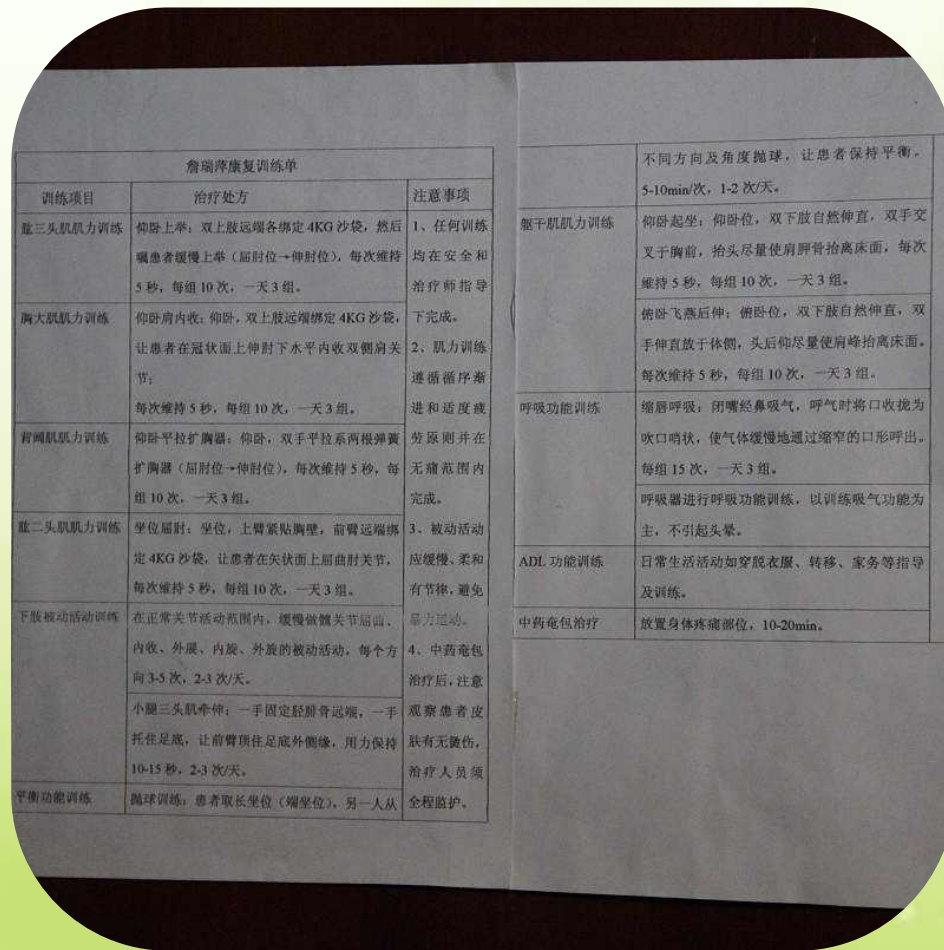 詹瑞萍康复训练单
训练项目 治疗处方 注意事项
肱三头肌肌力训练 仰卧上举：双上肢远端各绑定 4KG 沙袋，然后
嘱患者缓慢上举（屈肘位→伸肘位），每次维持
5 秒，每组 10 次，一天 3 组。
胸大肌肌力训练 仰卧肩内收：仰卧，双上肢远端绑定 4KG 沙袋，
让患者在冠状面上伸肘下水平内收双侧肩关
节；
每次维持 5 秒，每组 10 次，一天 3 组。
背阔肌肌力训练 仰卧平拉扩胸器：仰卧，双手平拉系两根弹簧
扩胸器（屈肘位→伸肘位），每次维持 5 秒，每
组 10 次，一天 3 组。
肱二头肌肌力训练 坐位屈肘：坐位，上臂紧贴胸壁，前臂远端绑
定 4KG 沙袋，让患者在矢状面上屈曲肘关节，
每次维持 5 秒，每组 10 次，一天 3 组。
下肢被动活动训练 在正常关节活动范围内，缓慢做髋关节屈曲、
内收、外展、内旋、外旋的被动活动，每个方
向 3-5 次，2-3 次/天。
小腿三头肌牵伸：一手固定胫腓骨远端，一手
托住足底，让前臂顶住足底外侧缘，用力保持
10-15 秒，2-3 次/天。
平衡功能训练 抛球训练：患者取长坐位（端坐位），另一人从
1、任何训练
均在安全和
治疗师指导
下完成。
2、肌力训练
遵循循序渐
进和适度疲
劳原则并在
无痛范围内
完成。
3、被动活动
应缓慢、柔和
有节律，避免
暴力运动。
4、中药奄包
治疗后，注意
观察患者皮
肤有无烫伤，
治疗人员须
全程监护。
不同方向及角度抛球，让患者保持平衡。
5-10min/次，1-2 次/天。
躯干肌肌力训练 仰卧起坐：仰卧位，双下肢自然伸直，双手交
叉于胸前，抬头尽量使肩胛骨抬离床面，每次
维持 5 秒，每组 10 次，一天 3 组。
俯卧飞燕后伸：俯卧位，双下肢自然伸直，双
手伸直放于体侧，头后仰尽量使肩峰抬离床面。
每次维持 5 秒，每组 10 次，一天 3 组。
呼吸功能训练 缩唇呼吸：闭嘴经鼻吸气，呼气时将口收拢为
吹口哨状，使气体缓慢地通过缩窄的口形呼出。
每组 15 次，一天 3 组。
呼吸器进行呼吸功能训练，以训练吸气功能为
主，不引起头晕。
ADL 功能训练 日常生活活动如穿脱衣服、转移、家务等指导
及训练。
中药奄包治疗 放置身体疼痛部位，10-20min。